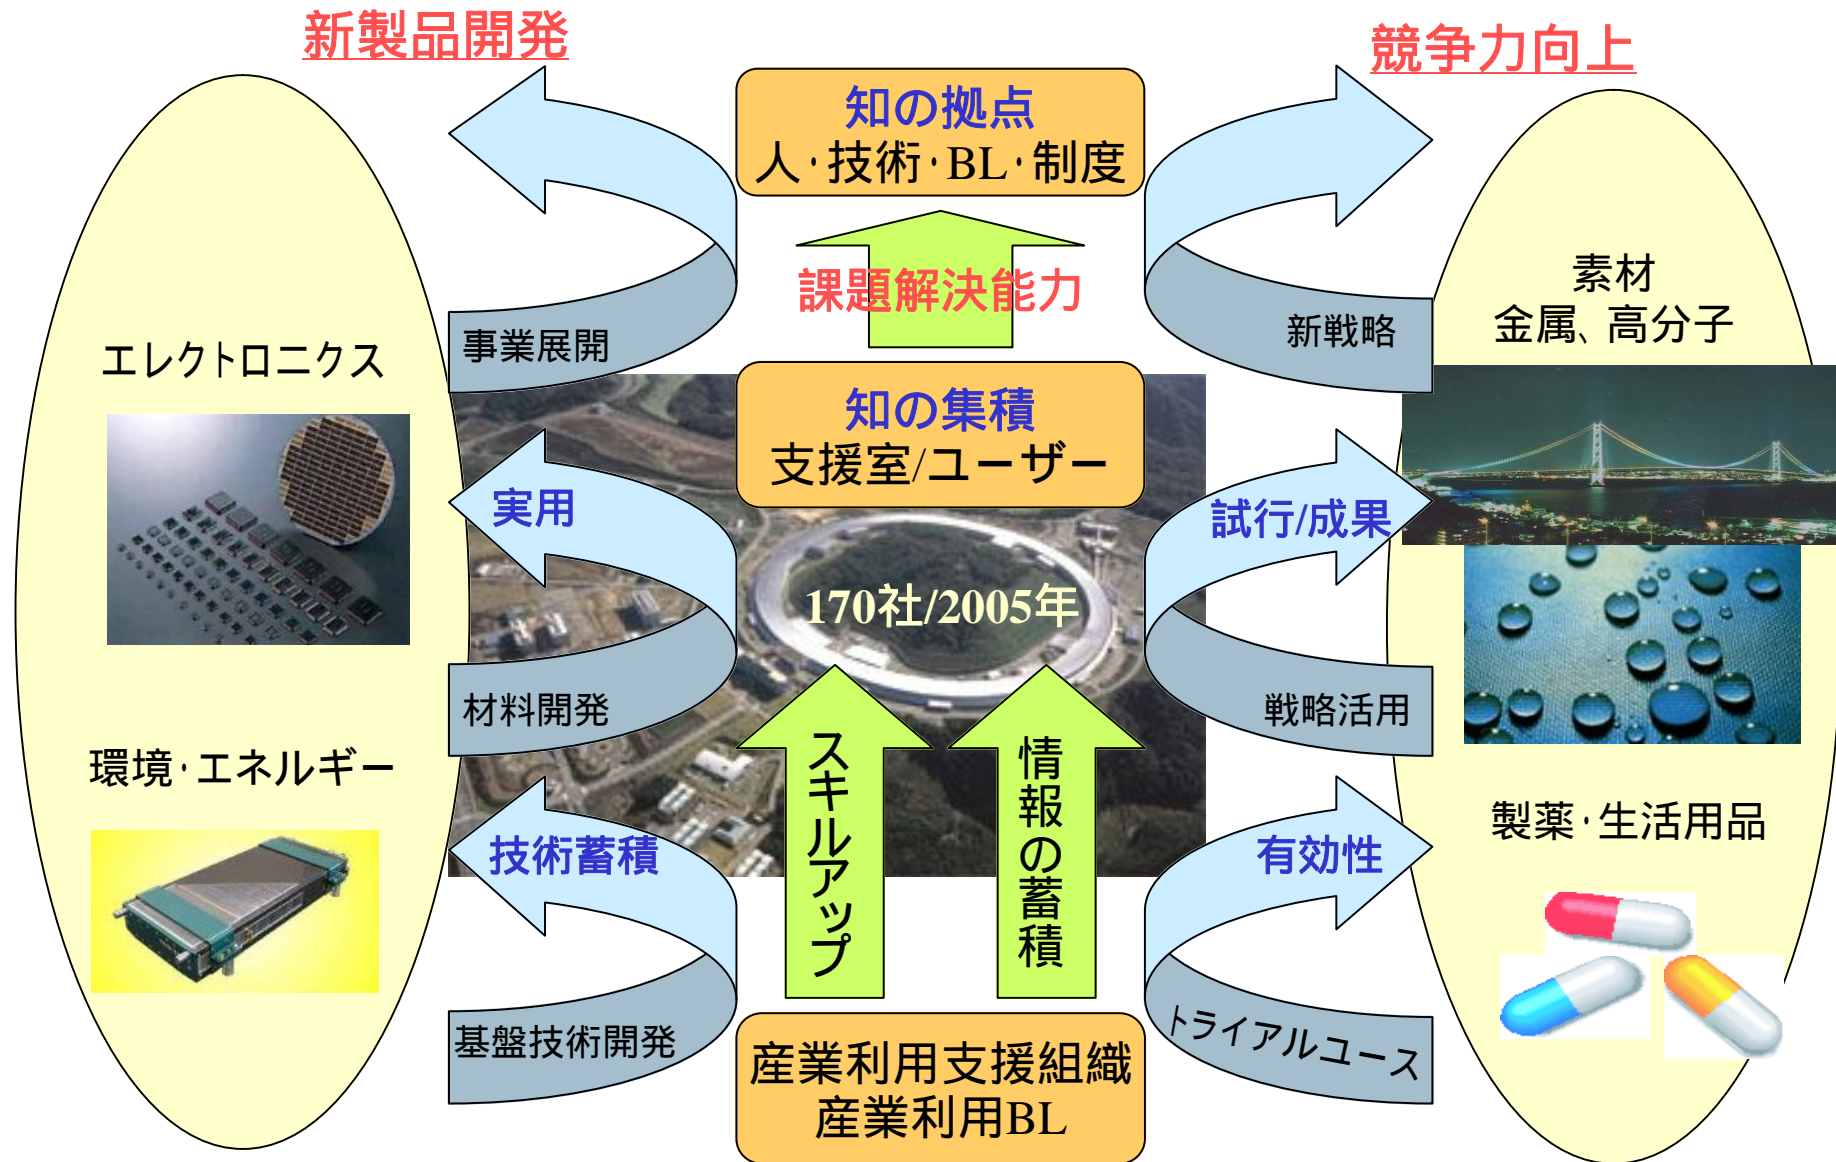 新製品開発
競争力向上
知の拠点
人・技術・BL・制度
課題解決能力
事業展開
新戦略
素材
金属、高分子
エレクトロニクス
知の集積
支援室/ユーザー
実用
試行/成果
170社/2005年
材料開発
戦略活用
環境・エネルギー
スキルアップ
情報の蓄積
製薬・生活用品
技術蓄積
有効性
基盤技術開発
トライアルユース
産業利用支援組織
産業利用BL